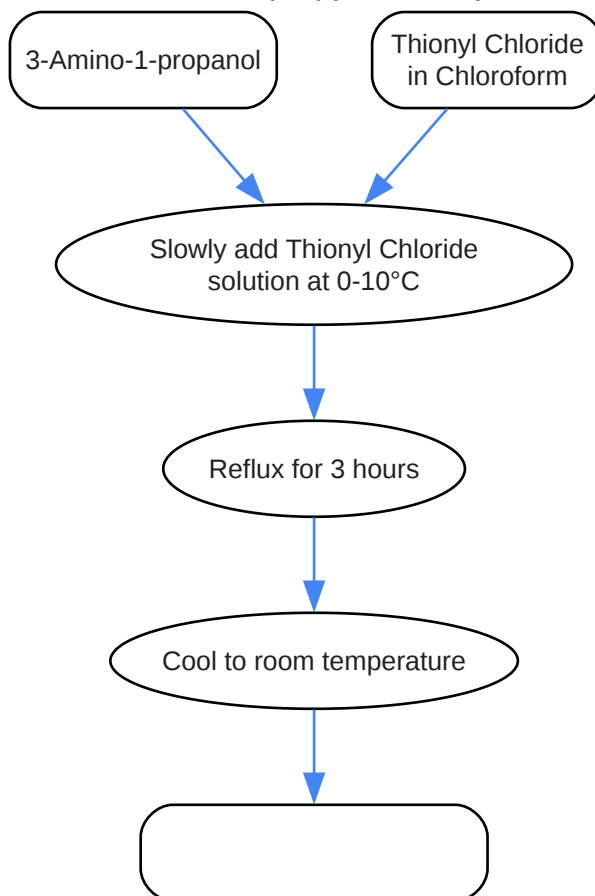 3-Amino-1-propanol
Thionyl Chloride
in Chloroform
Slowly add Thionyl Chloride
solution at 0-10°C
Reflux for 3 hours
Cool to room temperature